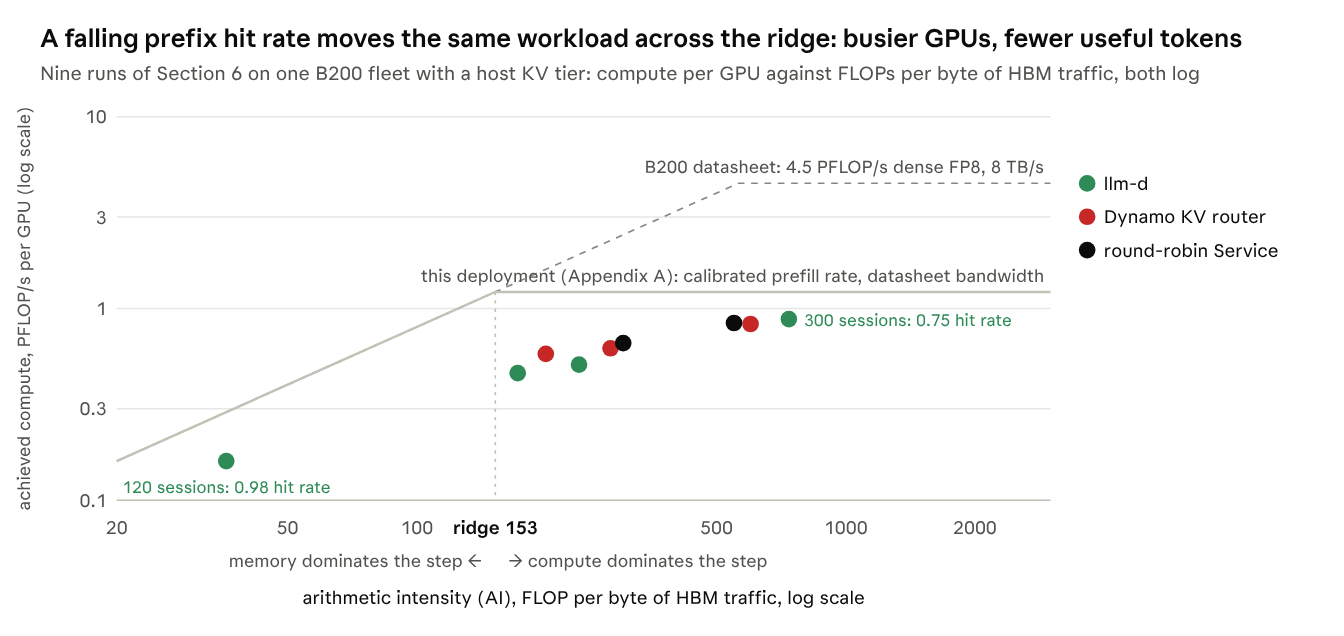 A falling prefix hit rate moves the same workload across the ridge: busier GPUs, fewer useful tokens
Nine runs of Section 6 on one B200 fleet with a host KV tier: compute per GPU against FLOPs per byte of HBM traffic, both log
achieved compute, PFLOP/s per GPU (log scale)
10
3
1
0.3
0.1
B200 datasheet: 4.5 PFLOP/s dense FP8, 8 TB/s
this deployment (Appendix A): calibrated prefill rate, datasheet bandwidth
300 sessions: 0.75 hit rate
120 sessions: 0.98 hit rate
llm-d
Dynamo KV router
round-robin Service
20 50 100 ridge 153 500 1000 2000
memory dominates the step ← → compute dominates the step
arithmetic intensity (AI), FLOP per byte of HBM traffic, log scale